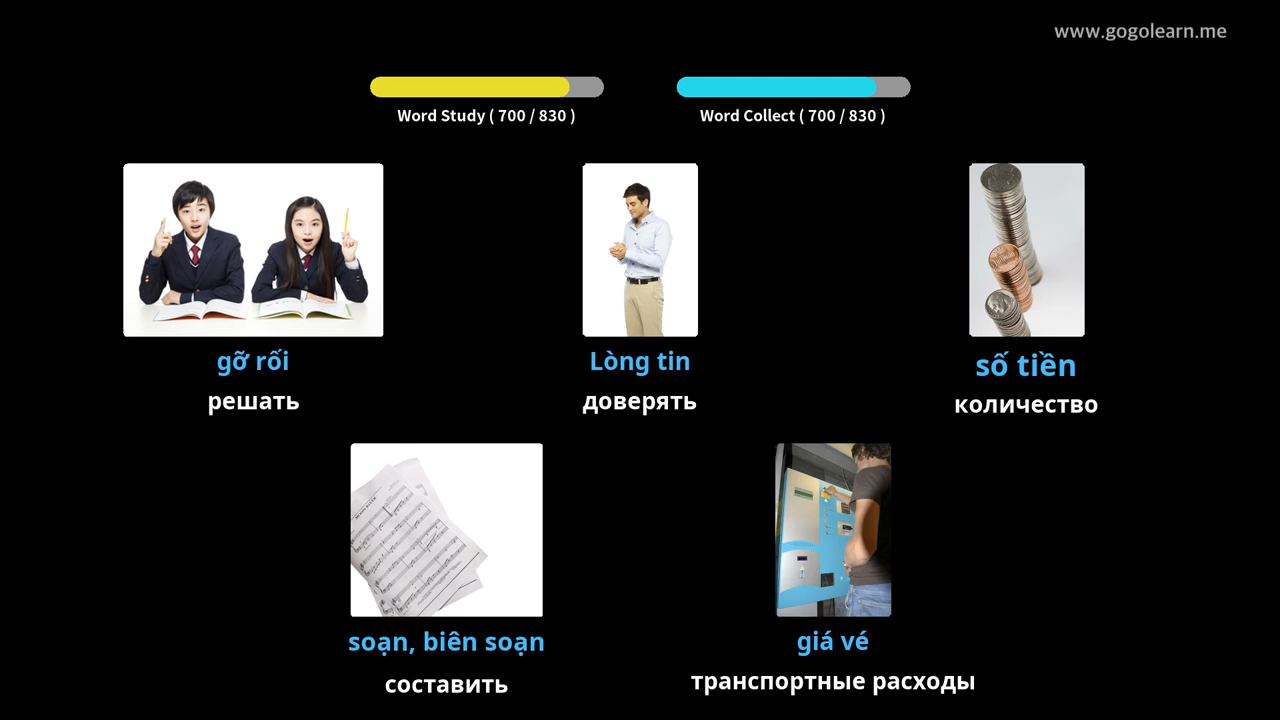 www.gogolearn.me
Word Study ( 700 / 830 )
Word Collect ( 700 / 830 )
gỡ rối
Lòng tin
số tiền
решать
доверять
количество
soạn, biên soạn
giá vé
составить
транспортные расходы